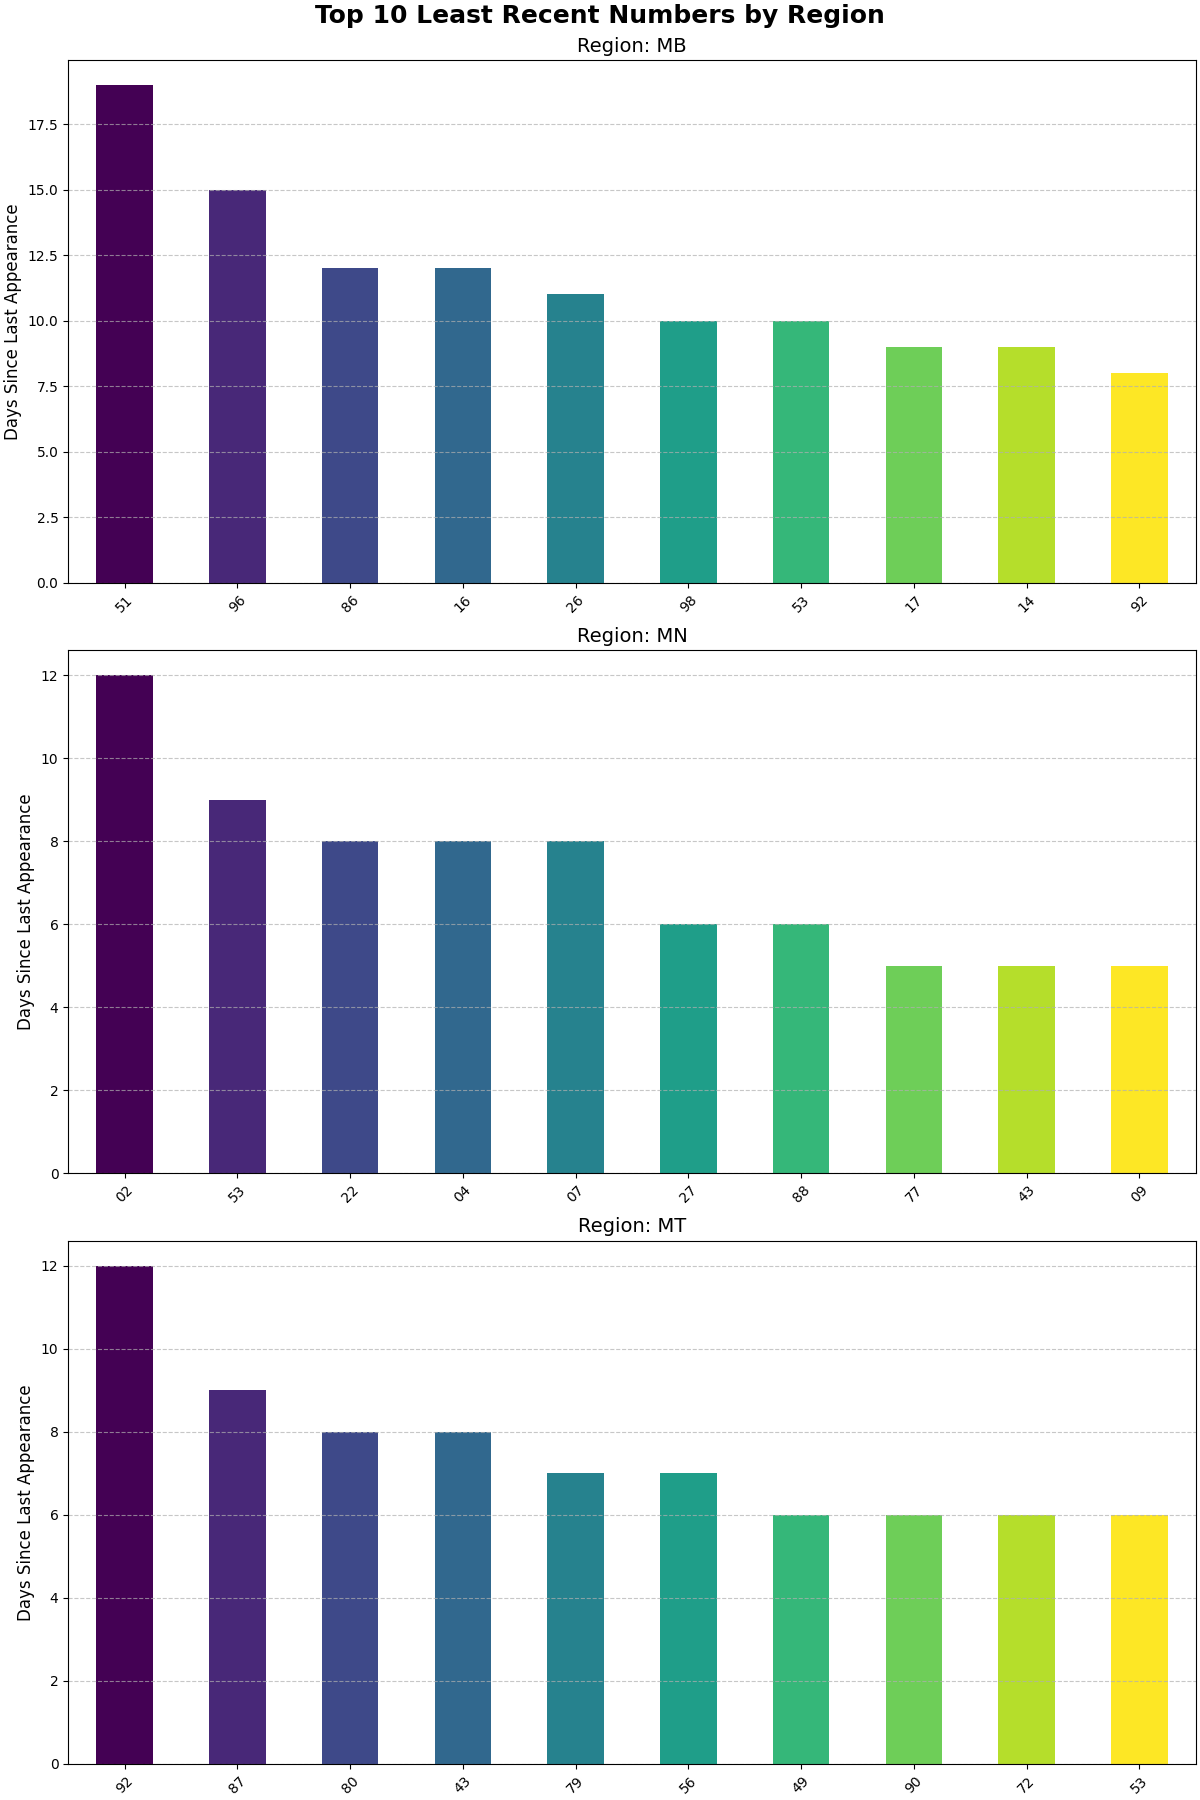 Top 10 Least Recent Numbers by Region
Region: MB
Days Since Last Appearance
17.5
15.0
12.5
10.0
7.5
5.0
2.5
0.0
51 96 86 16 26 98 53 17 14 92
Region: MN
Days Since Last Appearance
12
10
8
6
4
2
0
02 53 22 04 07 27 88 77 43 09
Region: MT
Days Since Last Appearance
12
10
8
6
4
2
0
92 87 80 43 79 56 49 90 72 53